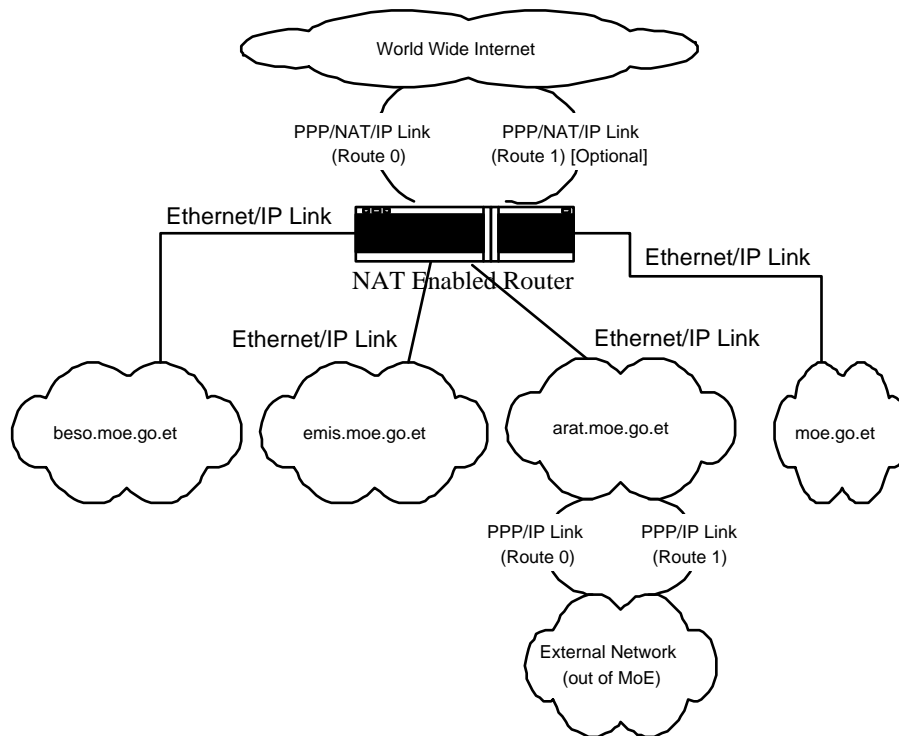 World Wide Internet
PPP/NAT/IP Link
(Route 0)
PPP/NAT/IP Link
(Route 1) [Optional]
Ethernet/IP Link
NAT Enabled Router
Ethernet/IP Link
Ethernet/IP Link
Ethernet/IP Link
beso.moe.go.et
emis.moe.go.et
arat.moe.go.et
moe.go.et
PPP/IP Link
(Route 0)
PPP/IP Link
(Route 1)
External Network
(out of MoE)